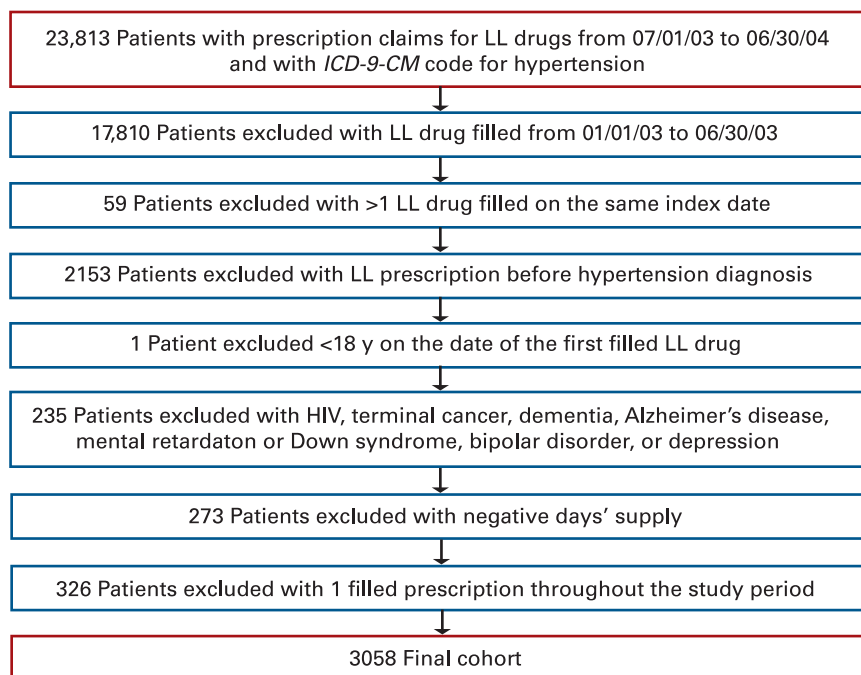 23,813 Patients with prescription claims for LL drugs from 07/01/03 to 06/30/04
and with ICD-9-CM code for hypertension
17,810 Patients excluded with LL drug filled from 01/01/03 to 06/30/03
59 Patients excluded with >1 LL drug filled on the same index date
2153 Patients excluded with LL prescription before hypertension diagnosis
1 Patient excluded <18 y on the date of the first filled LL drug
235 Patients excluded with HIV, terminal cancer, dementia, Alzheimer’s disease,
mental retardaton or Down syndrome, bipolar disorder, or depression
273 Patients excluded with negative days’ supply
326 Patients excluded with 1 filled prescription throughout the study period
3058 Final cohort